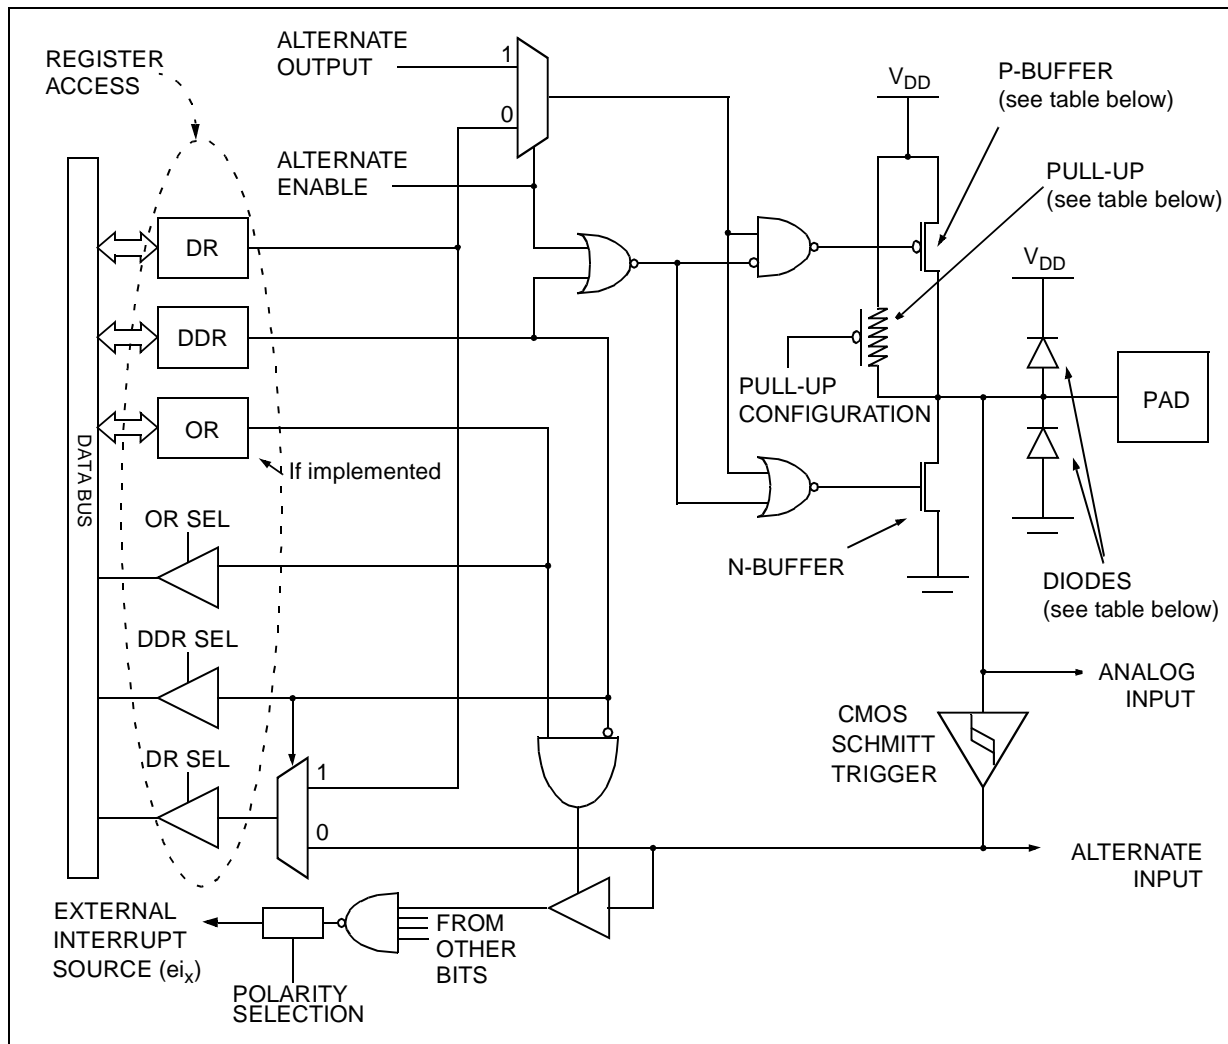 REGISTER
ACCESS
ALTERNATE
OUTPUT
1
0
ALTERNATE
ENABLE
VDD
P-BUFFER
(see table below)
PULL-UP
(see table below)
DR
DDR
OR
If implemented
DATA BUS
VDD
PULL-UP
CONFIGURATION
PAD
N-BUFFER
DIODES
(see table below)
OR SEL
DDR SEL
DR SEL
1
0
CMOS
SCHMITT
TRIGGER
ANALOG
INPUT
ALTERNATE
INPUT
EXTERNAL
INTERRUPT
SOURCE (eix)
POLARITY
SELECTION
FROM
OTHER
BITS